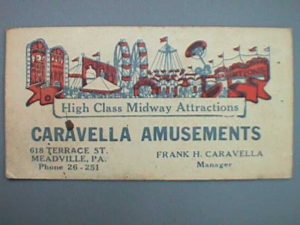 High Class Midway Attractions
CARAVELLA AMUSEMENTS
618 TERRACE ST.
MEADVILLE, PA.
Phone 26-251
FRANK H. CARAVELLA
Manager